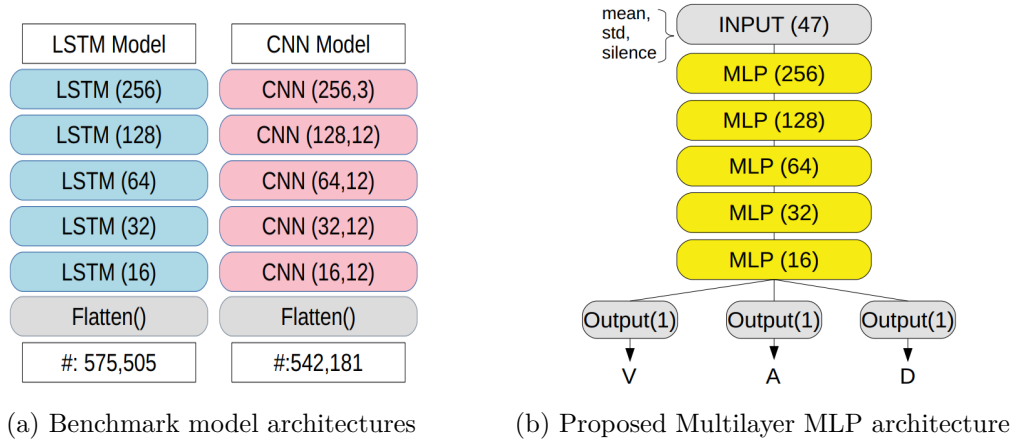 LSTM Model
LSTM (256)
LSTM (128)
LSTM (64)
LSTM (32)
LSTM (16)
Flatten()
#: 575,505
CNN Model
CNN (256,3)
CNN (128,12)
CNN (64,12)
CNN (32,12)
CNN (16,12)
Flatten()
#:542,181
(a) Benchmark model architectures
mean,
std,
silence
INPUT (47)
MLP (256)
MLP (128)
MLP (64)
MLP (32)
MLP (16)
Output(1) Output(1) Output(1)
V A D
(b) Proposed Multilayer MLP architecture